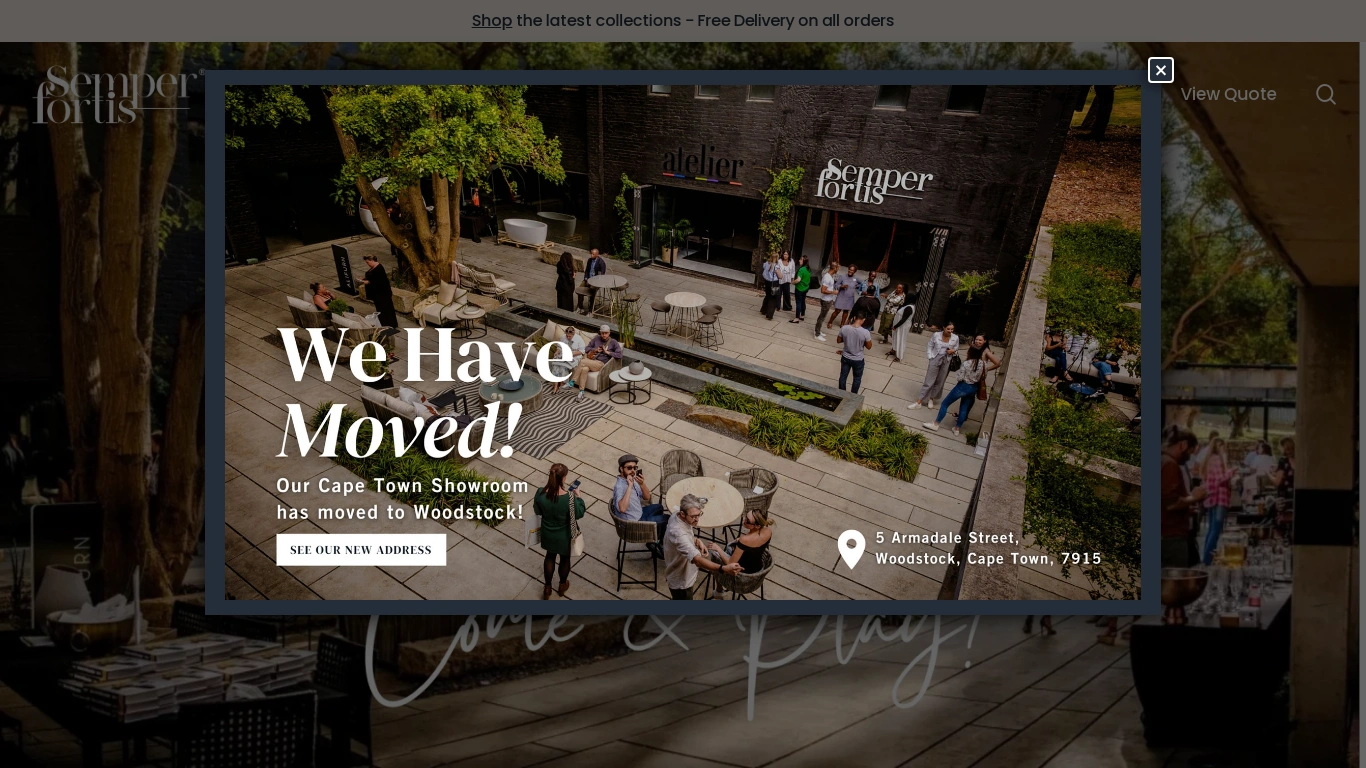 Shop the latest collections - Free Delivery on all orders
Semper
fortis
View Quote
atelier
Semper
fortis
We Have
Moved!
Our Cape Town Showroom
has moved to Woodstock!
SEE OUR NEW ADDRESS
5 Armadale Street,
Woodstock, Cape Town, 7915
Come & Play!